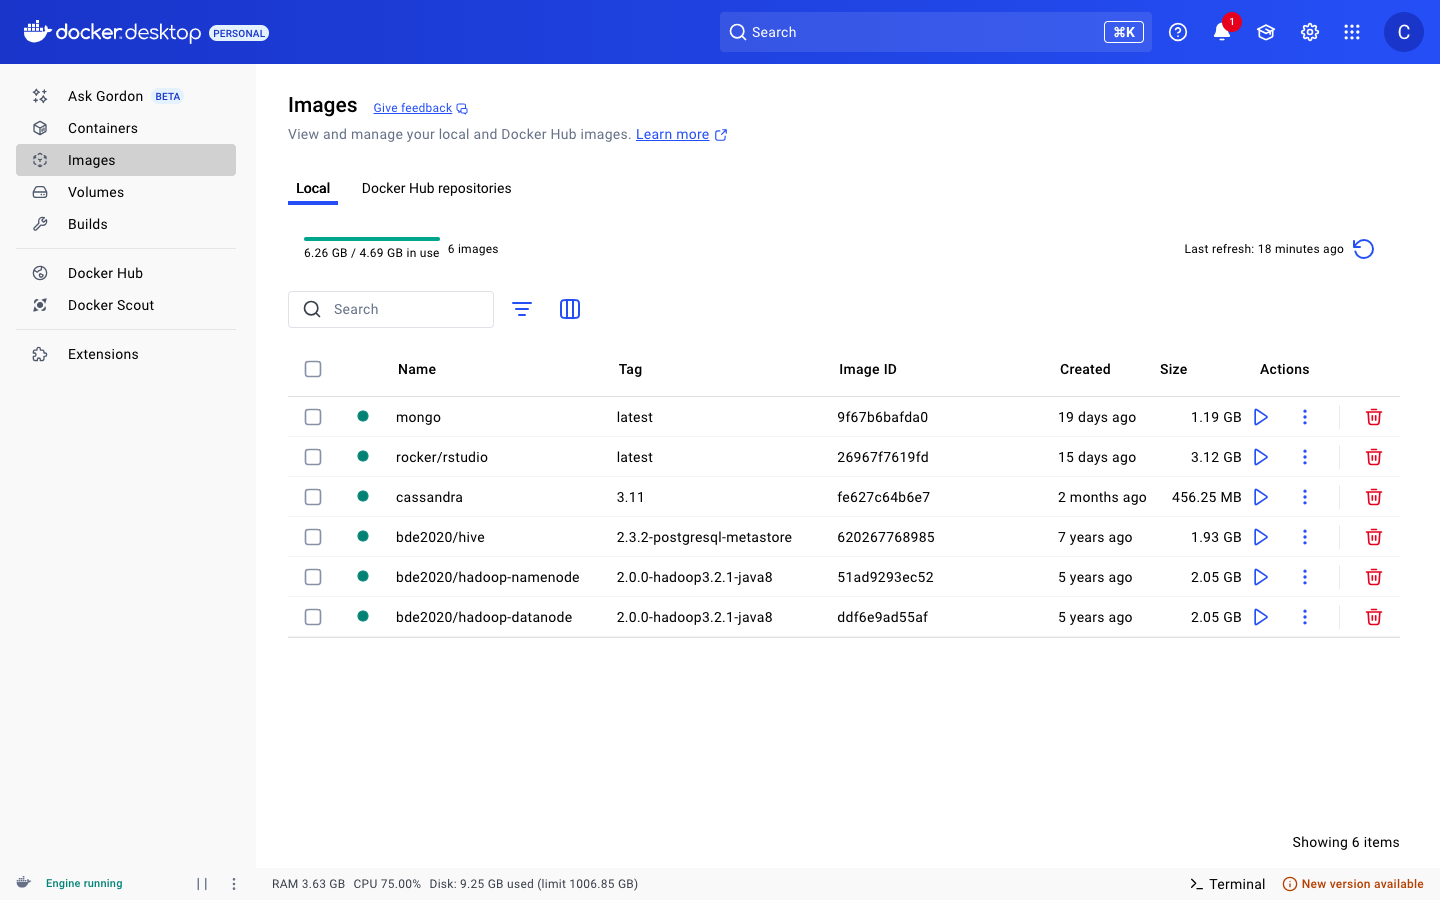 docker.desktop PERSONAL
Search ⌘K 1 C
Ask Gordon BETA
Containers
Images
Volumes
Builds
Docker Hub
Docker Scout
Extensions
Images Give feedback
View and manage your local and Docker Hub images. Learn more
Local Docker Hub repositories
6.26 GB / 4.69 GB in use 6 images Last refresh: 18 minutes ago
Search
Name Tag Image ID Created Size Actions
mongo latest 9f67b6bafda0 19 days ago 1.19 GB
rocker/rstudio latest 26967f7619fd 15 days ago 3.12 GB
cassandra 3.11 fe627c64b6e7 2 months ago 456.25 MB
bde2020/hive 2.3.2-postgresql-metastore 620267768985 7 years ago 1.93 GB
bde2020/hadoop-namenode 2.0.0-hadoop3.2.1-java8 51ad9293ec52 5 years ago 2.05 GB
bde2020/hadoop-datanode 2.0.0-hadoop3.2.1-java8 ddf6e9ad55af 5 years ago 2.05 GB
Showing 6 items
Engine running RAM 3.63 GB CPU 75.00% Disk: 9.25 GB used (limit 1006.85 GB) Terminal New version available